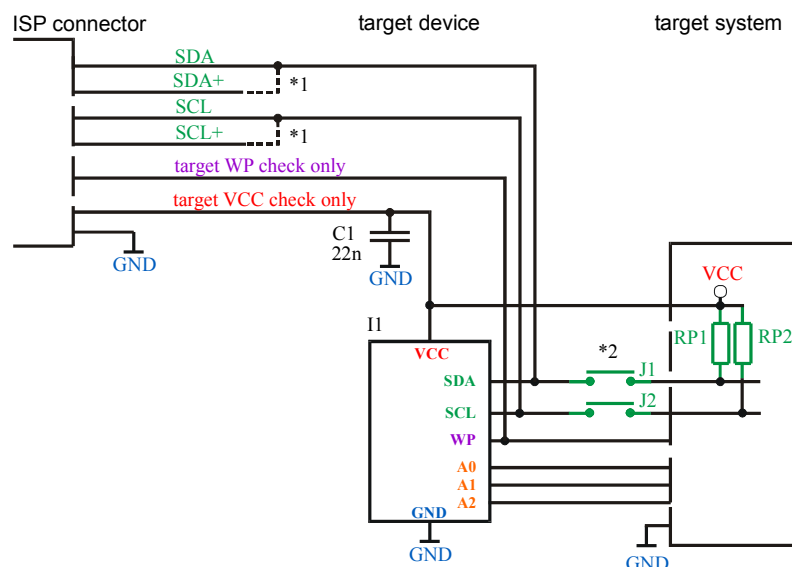 ISP connector
target device
target system
SDA
SDA+
*1
SCL
SCL+
*1
target WP check only
target VCC check only
C1
22n
GND
GND
VCC
I1
VCC
RP1
RP2
*2
SDA
J1
SCL
J2
WP
A0
A1
A2
GND
GND
GND